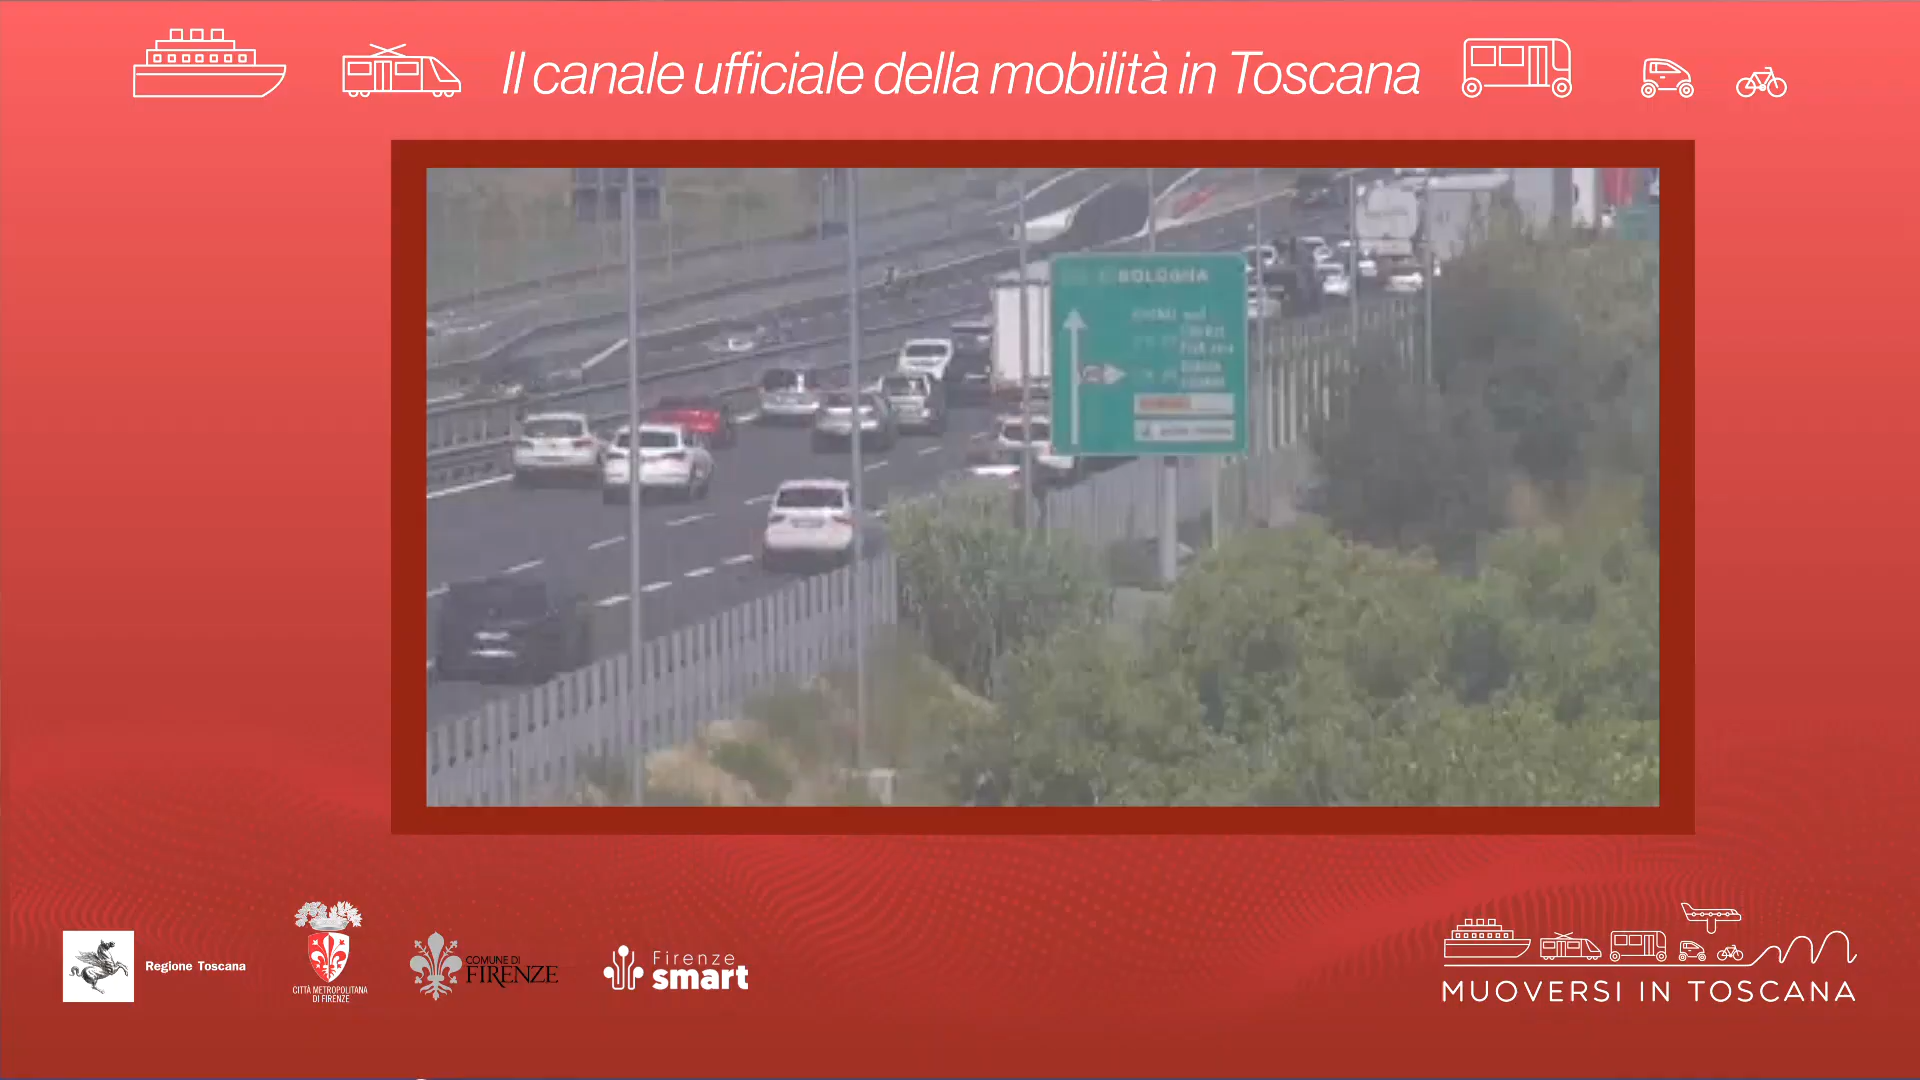 Il canale ufficiale della mobilità in Toscana
BOLOGNA
Regione Toscana
CITTÀ METROPOLITANA
DI FIRENZE
COMUNE DI
FIRENZE
Firenze
smart
MUOVERSI IN TOSCANA